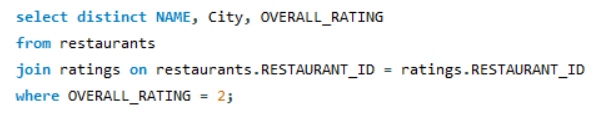 select distinct NAME, City, OVERALL_RATING
from restaurants
join ratings on restaurants.RESTAURANT_ID = ratings.RESTAURANT_ID
where OVERALL_RATING = 2;